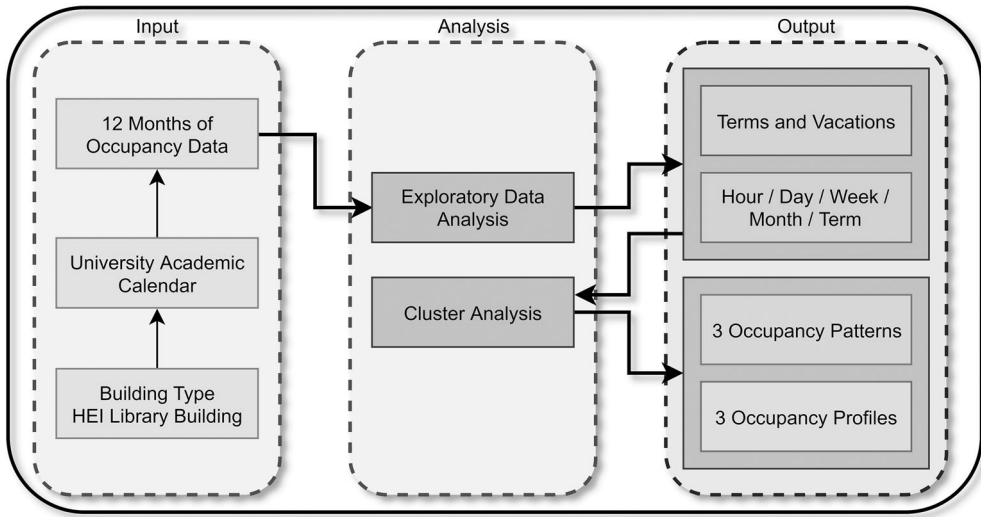 Input
12 Months of
Occupancy Data
University Academic
Calendar
Building Type
HEI Library Building
Analysis
Exploratory Data
Analysis
Cluster Analysis
Output
Terms and Vacations
Hour / Day / Week /
Month / Term
3 Occupancy Patterns
3 Occupancy Profiles